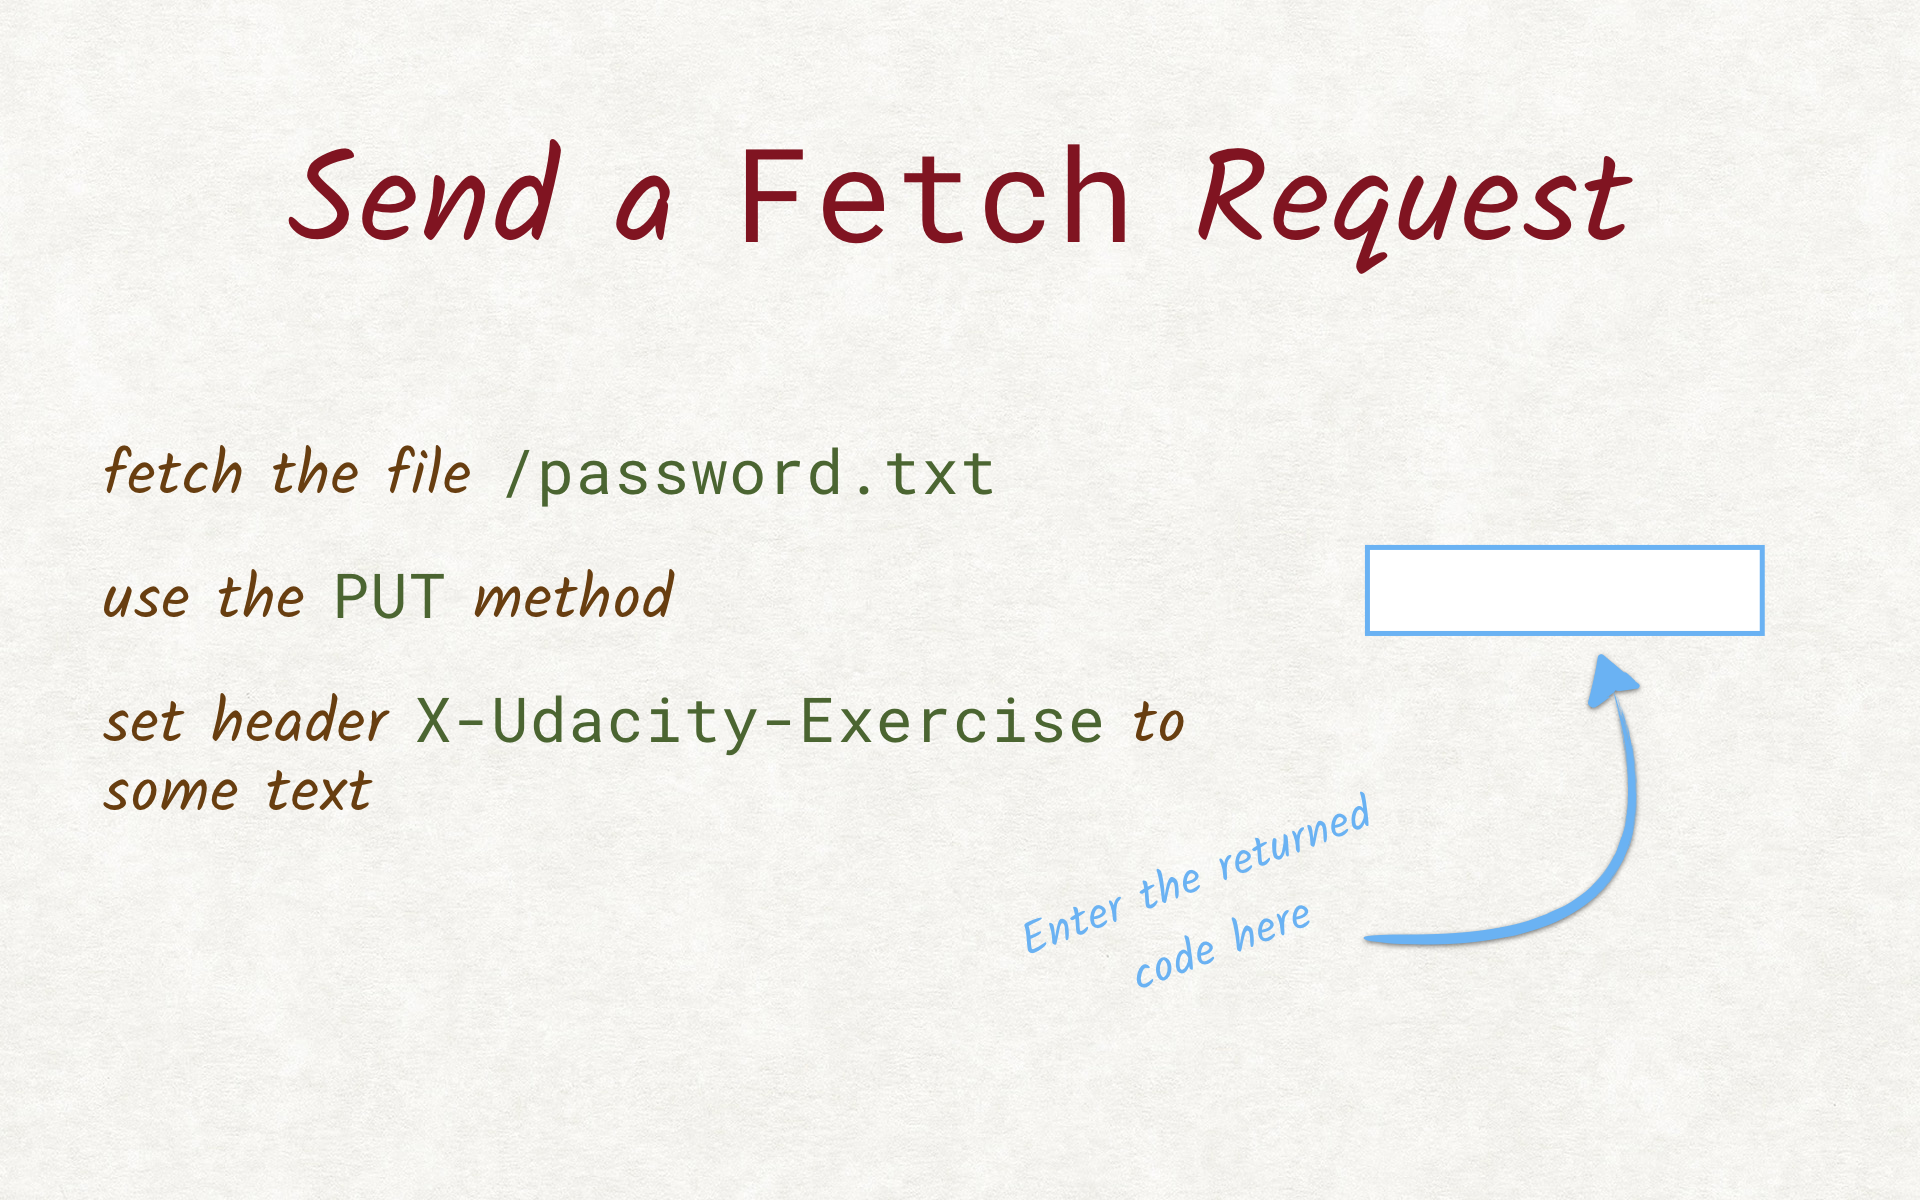 Send a Fetch Request
fetch the file /password.txt
use the PUT method
set header X-Udacity-Exercise to
some text
Enter the returned
code here